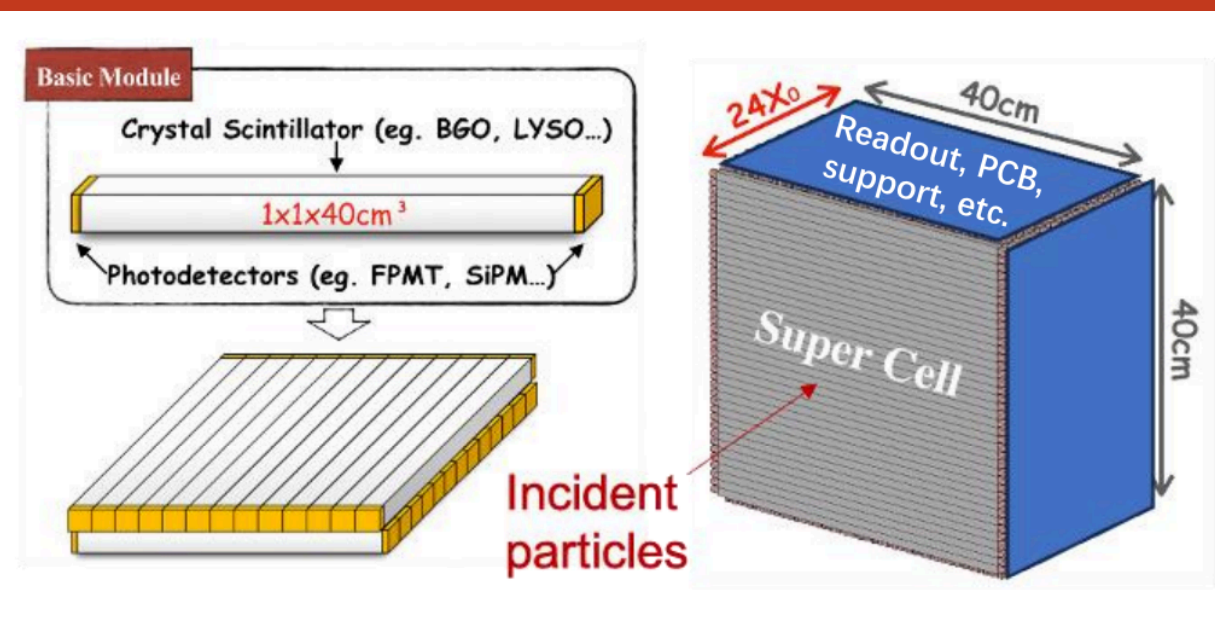 Basic Module
Crystal Scintillator (eg. BGO, LYSO...)
1x1x40cm³
Photodetectors (eg. FPMT, SiPM...)
24X₀
40cm
Readout, PCB,
support, etc.
40cm
Super Cell
Incident
particles